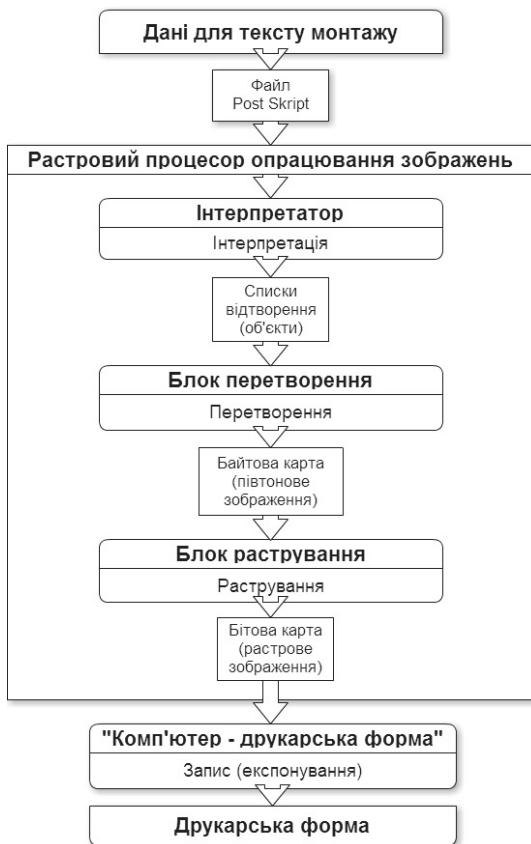 Дані для тексту монтажу
Файл
Post Skript
Растровий процесор опрацювання зображень
Інтерпретатор
Інтерпретація
Списки
відтворення
(об'єкти)
Блок перетворення
Перетворення
Байтова карта
(півтонове
зображення)
Блок растрування
Растрування
Бітова карта
(растрове
зображення)
"Комп'ютер - друкарська форма"
Запис (експонування)
Друкарська форма